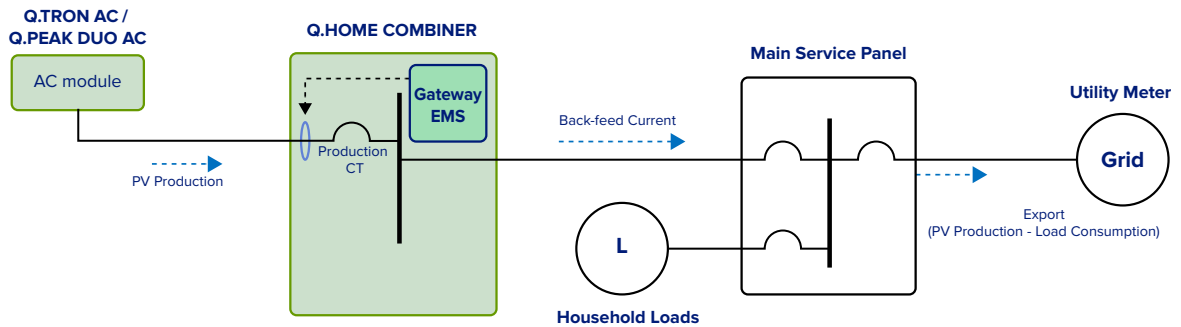 Q.TRON AC /
Q.PEAK DUO AC
AC module
PV Production
Q.HOME COMBINER
Gateway
EMS
Production
CT
Back-feed Current
L
Household Loads
Main Service Panel
Utility Meter
Grid
Export
(PV Production - Load Consumption)